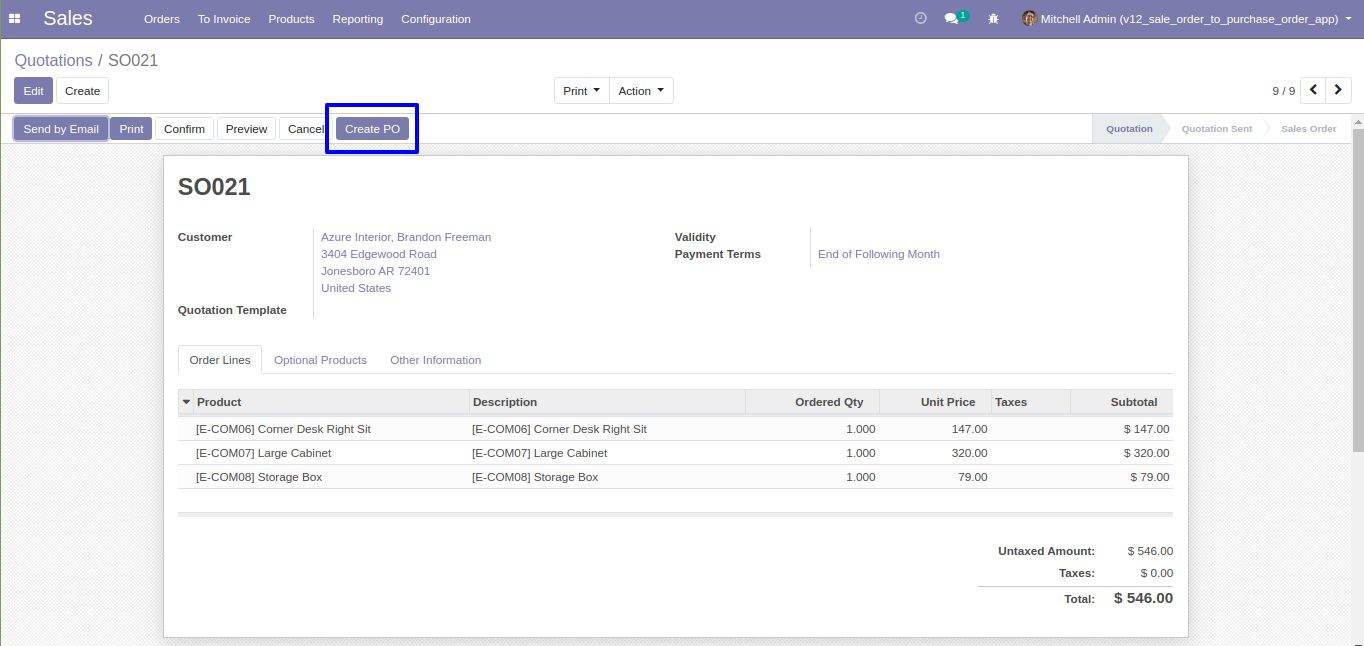 Sales Orders To Invoice Products Reporting Configuration 1 Mitchell Admin (v12_sale_order_to_purchase_order_app)
Quotations / SO021
Edit Create Print Action 9 / 9
Send by Email Print Confirm Preview Cancel Create PO Quotation Quotation Sent Sales Order
SO021
Customer Azure Interior, Brandon Freeman Validity
3404 Edgewood Road Payment Terms End of Following Month
Jonesboro AR 72401
United States
Quotation Template
Order Lines Optional Products Other Information
Product Description Ordered Qty Unit Price Taxes Subtotal
[E-COM06] Corner Desk Right Sit [E-COM06] Corner Desk Right Sit 1.000 147.00 $ 147.00
[E-COM07] Large Cabinet [E-COM07] Large Cabinet 1.000 320.00 $ 320.00
[E-COM08] Storage Box [E-COM08] Storage Box 1.000 79.00 $ 79.00
Untaxed Amount: $ 546.00
Taxes: $ 0.00
Total: $ 546.00